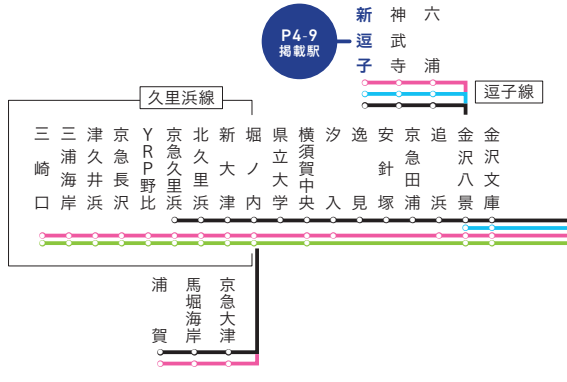 P4-9
掲載駅
新逗子
神武寺
六浦
逗子線
久里浜線
三崎口
三浦海岸
津久井浜
京急長沢
YRP野比
京急久里浜
北久里浜
新大津
堀ノ内
県立大学
横須賀中央
汐入
逸見
安針塚
京急田浦
追浜
金沢八景
金沢文庫
浦賀
馬堀海岸
京急大津